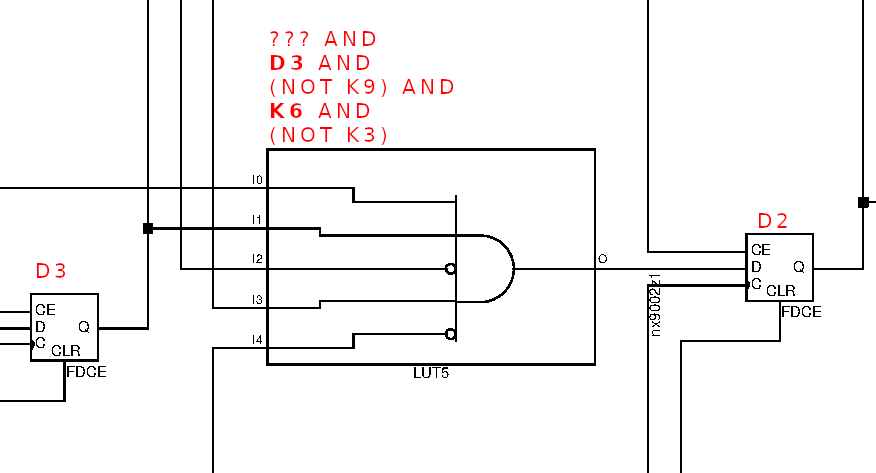 ??? AND
D3 AND
(NOT K9) AND
K6 AND
(NOT K3)
I0
I1
I2
I3
I4
O
LUT5
D3
CE
D
C
Q
CLR
FDCE
D2
CE
D
C
Q
CLR
FDCE
nx9002z1